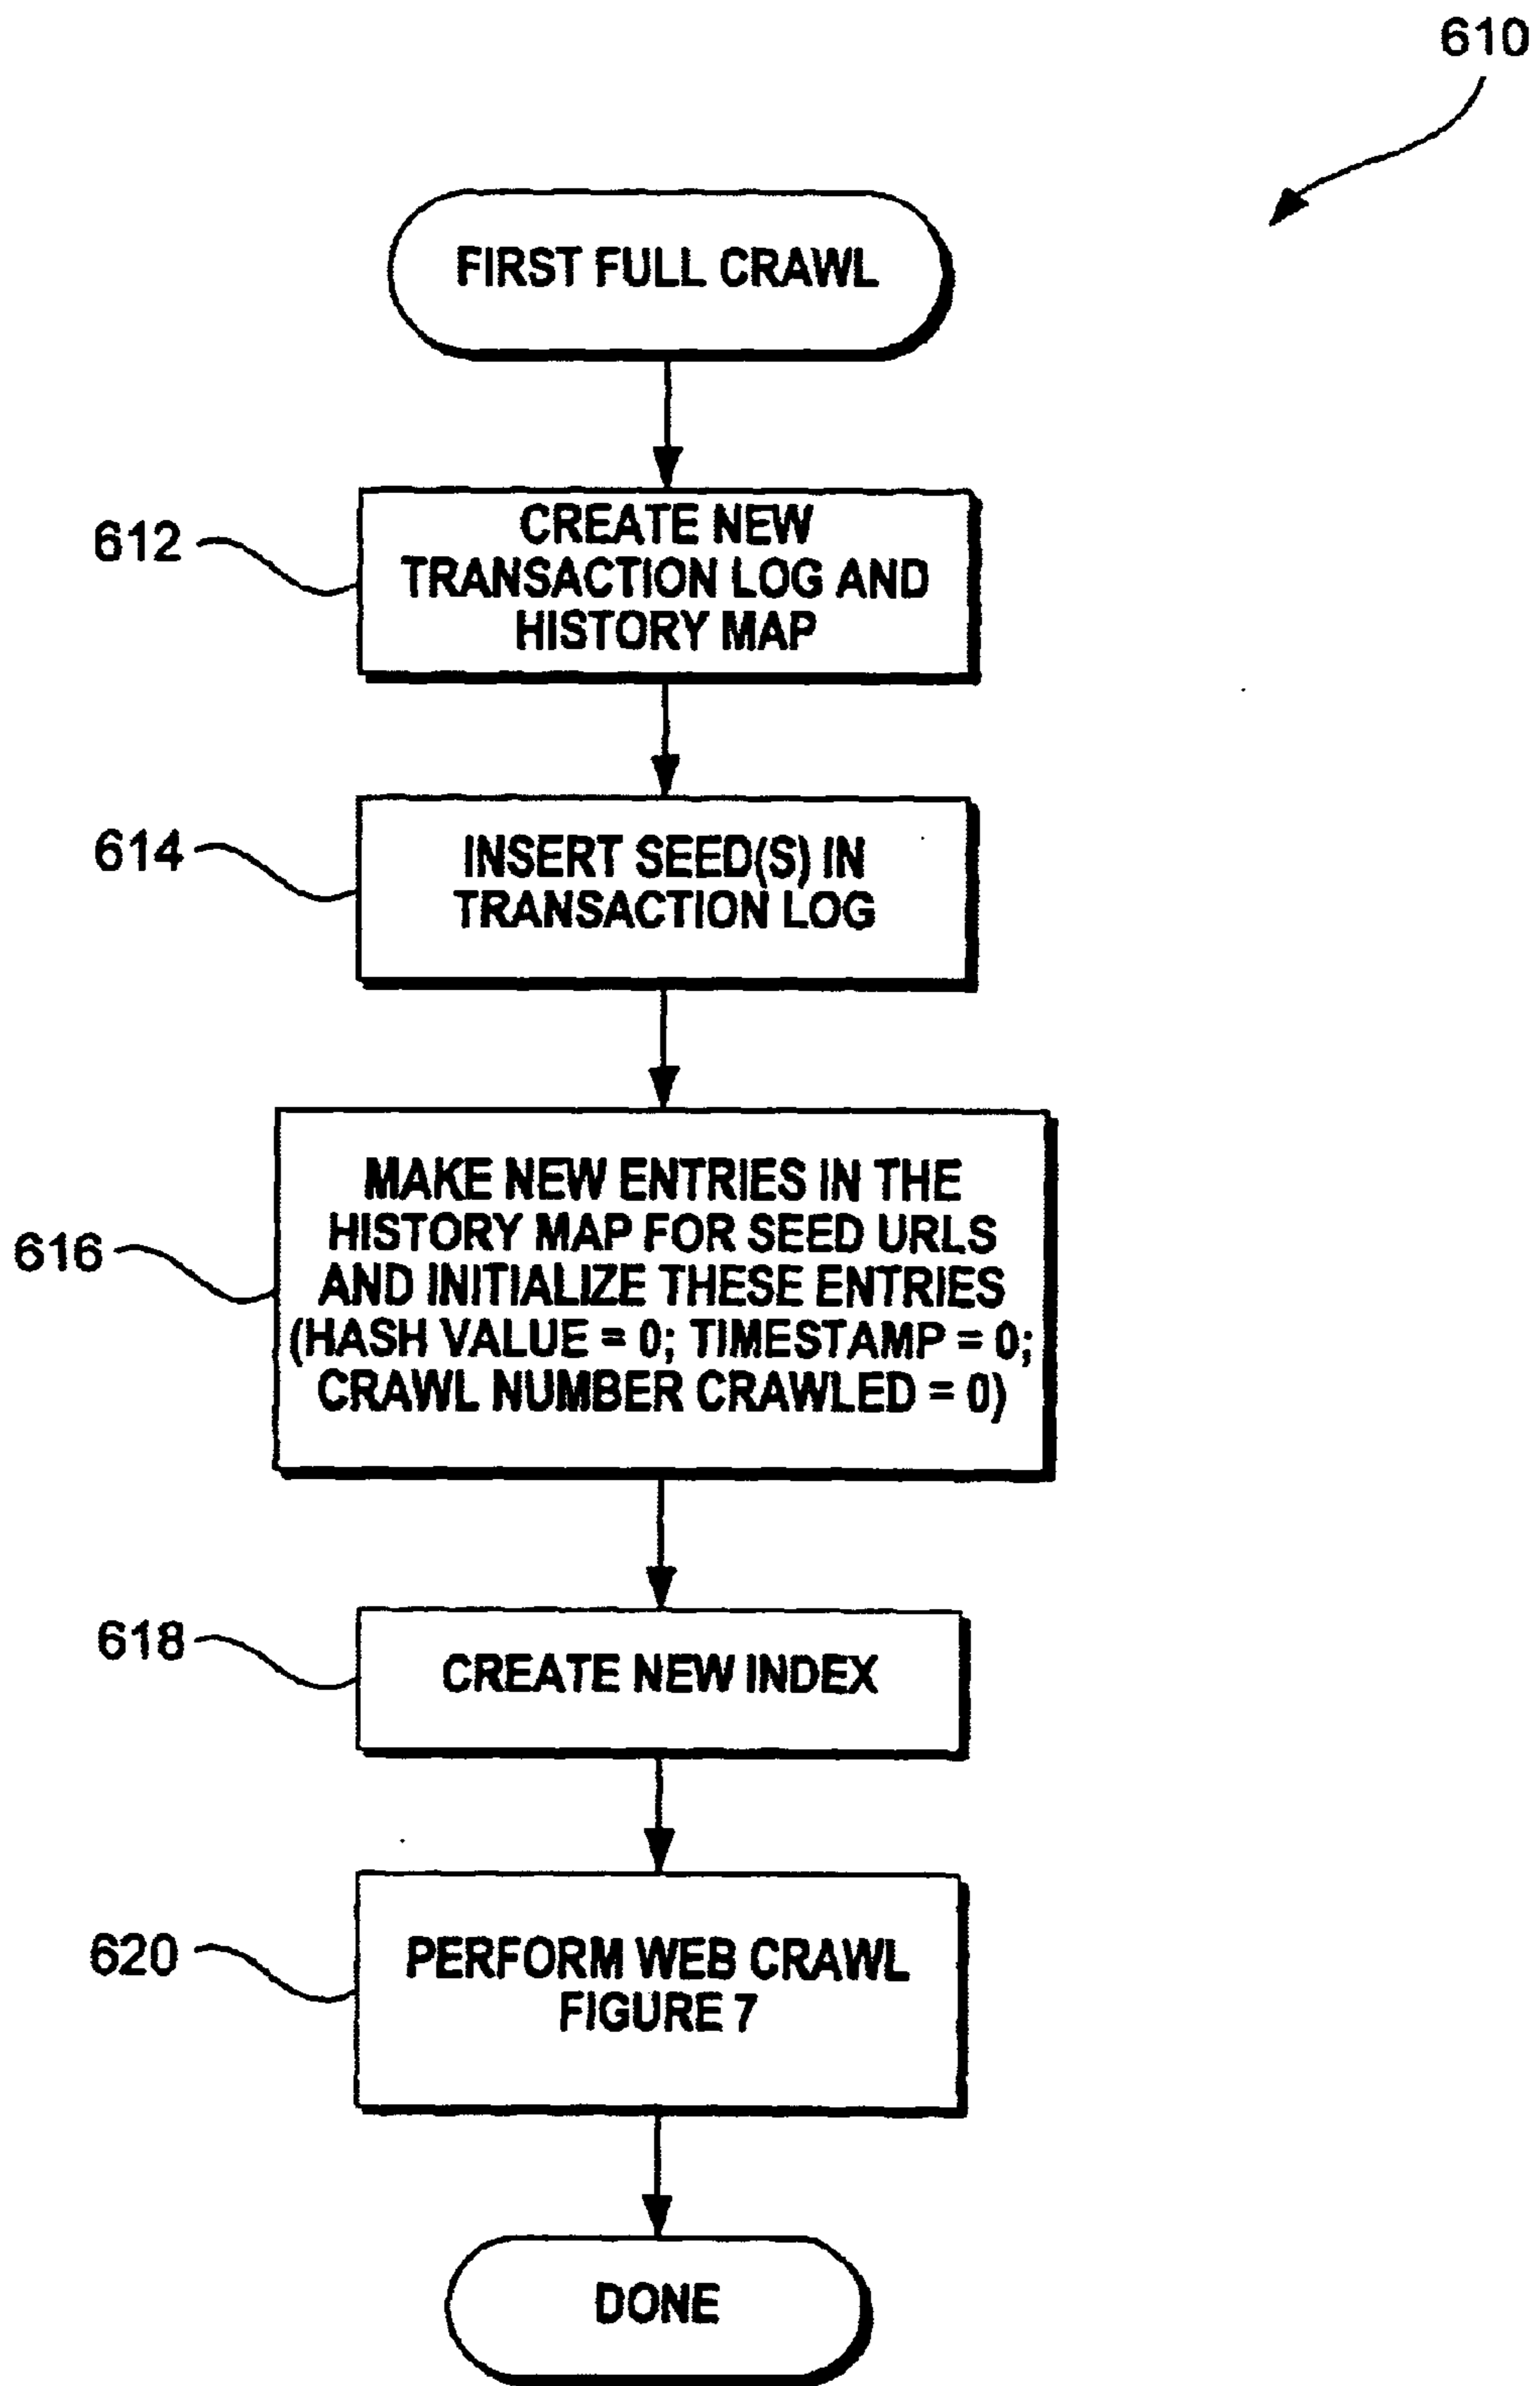 610
FIRST FULL CRAWL
612
CREATE NEW
TRANSACTION LOG AND
HISTORY MAP
614
INSERT SEED(S) IN
TRANSACTION LOG
616
MAKE NEW ENTRIES IN THE
HISTORY MAP FOR SEED URLS
AND INITIALIZE THESE ENTRIES
(HASH VALUE = 0; TIMESTAMP = 0;
CRAWL NUMBER CRAWLED = 0)
618
CREATE NEW INDEX
620
PERFORM WEB CRAWL
FIGURE 7
DONE